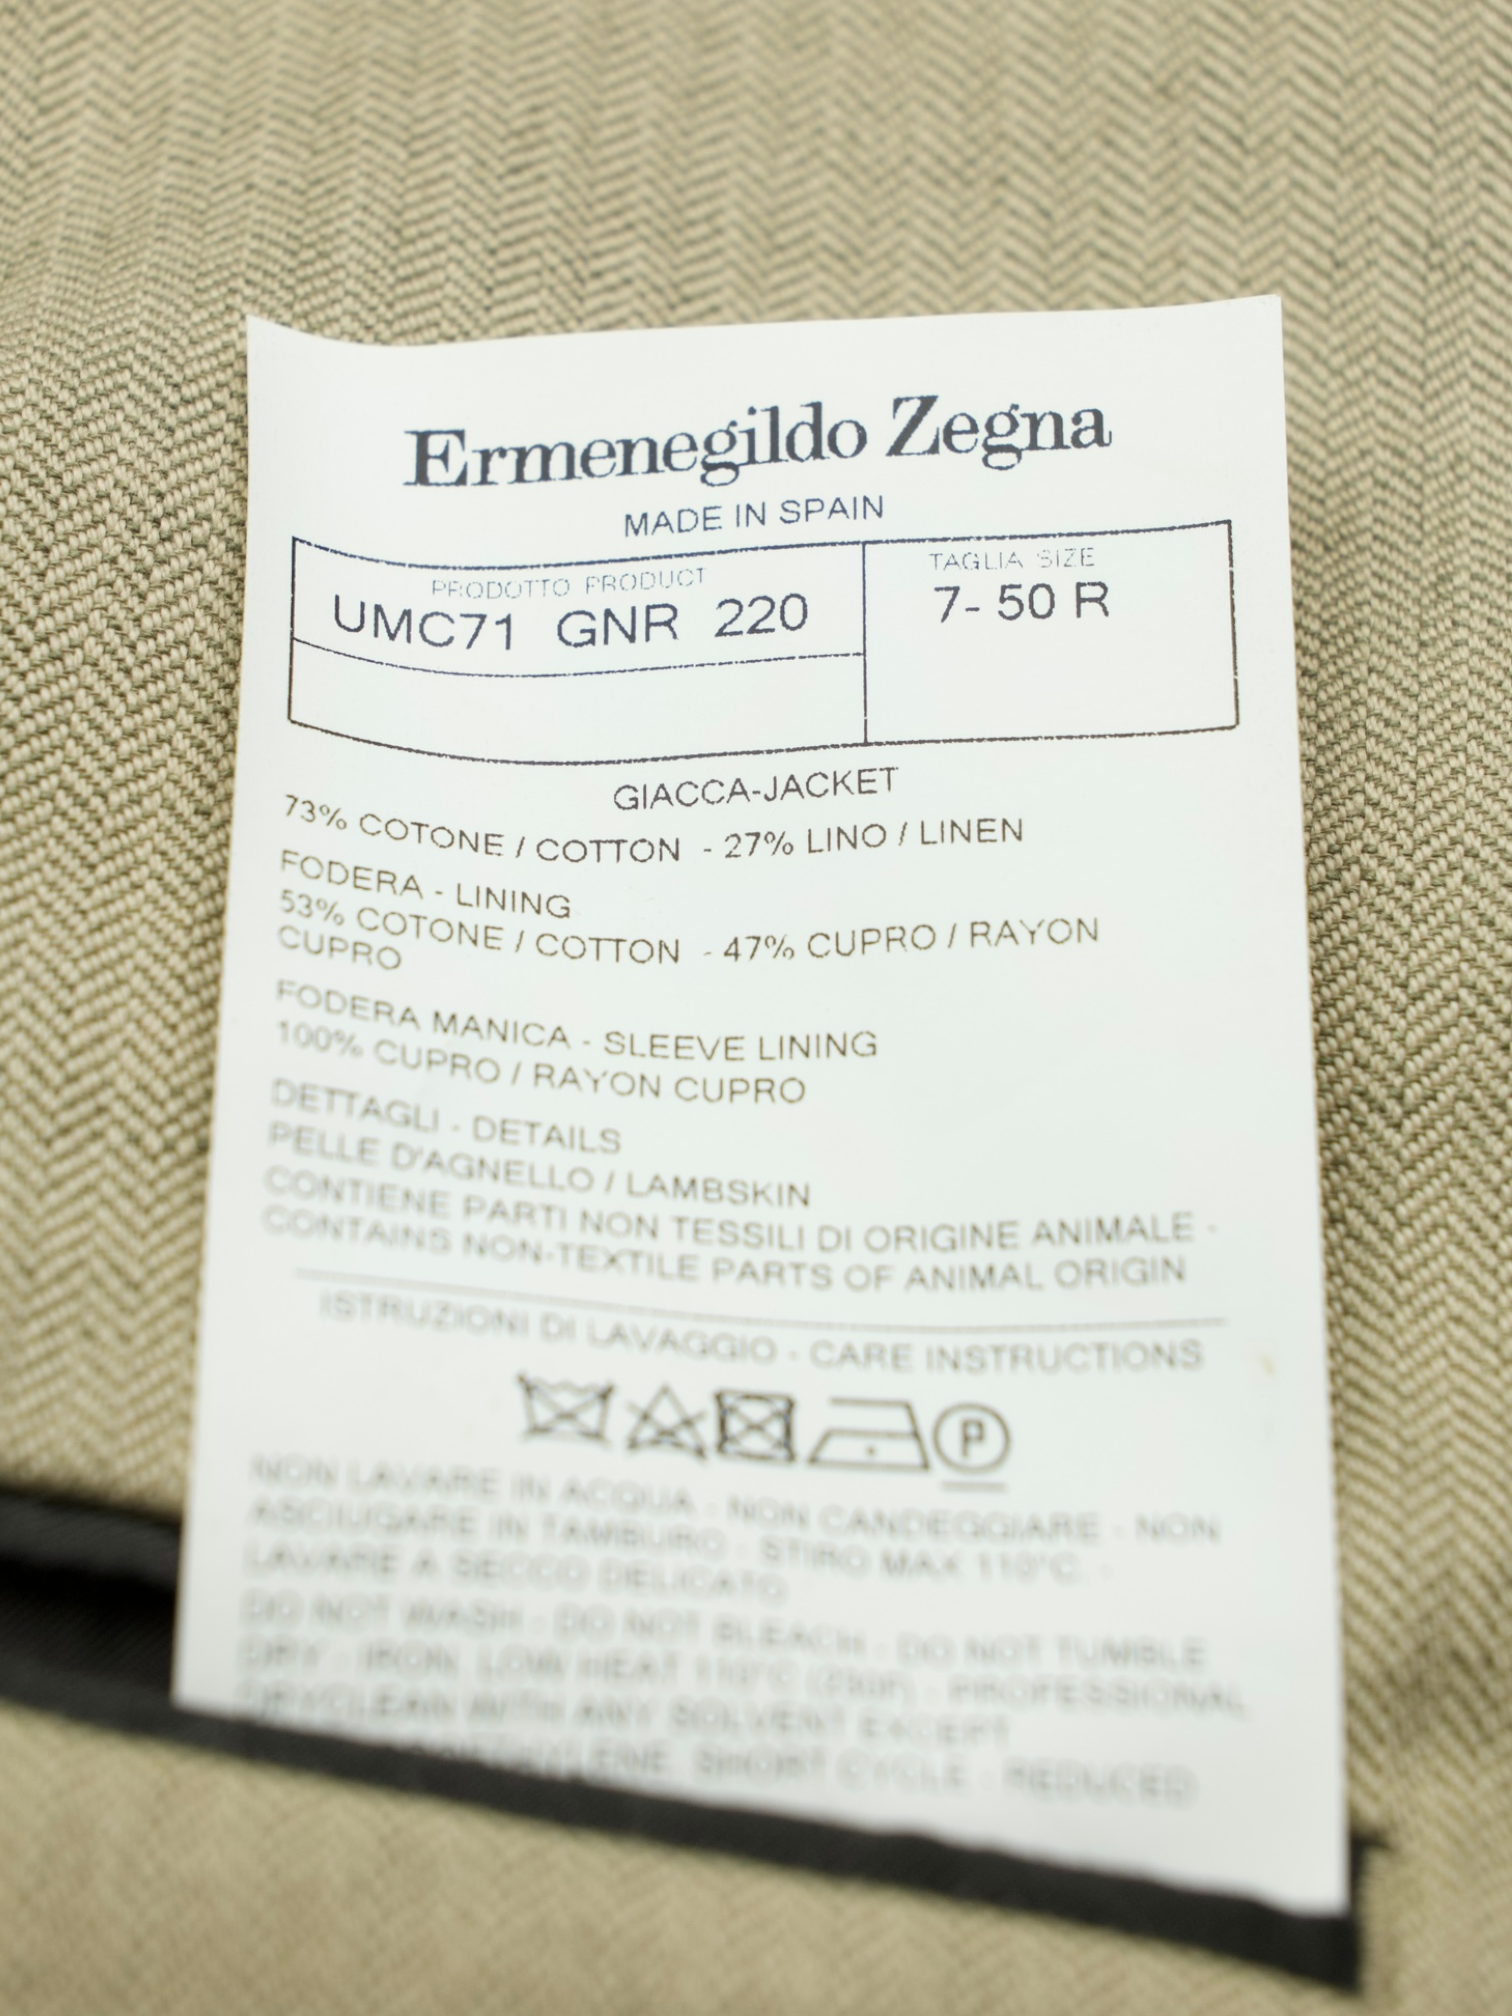 Ermenegildo Zegna
MADE IN SPAIN
PRODOTTO PRODUCT
UMC71 GNR 220
TAGLIA SIZE
7- 50 R
GIACCA-JACKET
73% COTONE / COTTON - 27% LINO / LINEN
FODERA - LINING
53% COTONE / COTTON - 47% CUPRO / RAYON
CUPRO
FODERA MANICA - SLEEVE LINING
100% CUPRO / RAYON CUPRO
DETTAGLI - DETAILS
PELLE D'AGNELLO / LAMBSKIN
CONTIENE PARTI NON TESSILI DI ORIGINE ANIMALE -
CONTAINS NON-TEXTILE PARTS OF ANIMAL ORIGIN
ISTRUZIONI DI LAVAGGIO - CARE INSTRUCTIONS
P
NON LAVARE IN ACQUA - NON CANDEGGIARE - NON
ASCIUGARE IN TAMBURO - STIRO MAX 110°C. -
LAVARE A SECCO DELICATO
DO NOT WASH - DO NOT BLEACH - DO NOT TUMBLE
DRY - IRON, LOW HEAT 110°C (230F) - PROFESSIONAL
DRYCLEAN WITH ANY SOLVENT EXCEPT
SHORT CYCLE - REDUCED